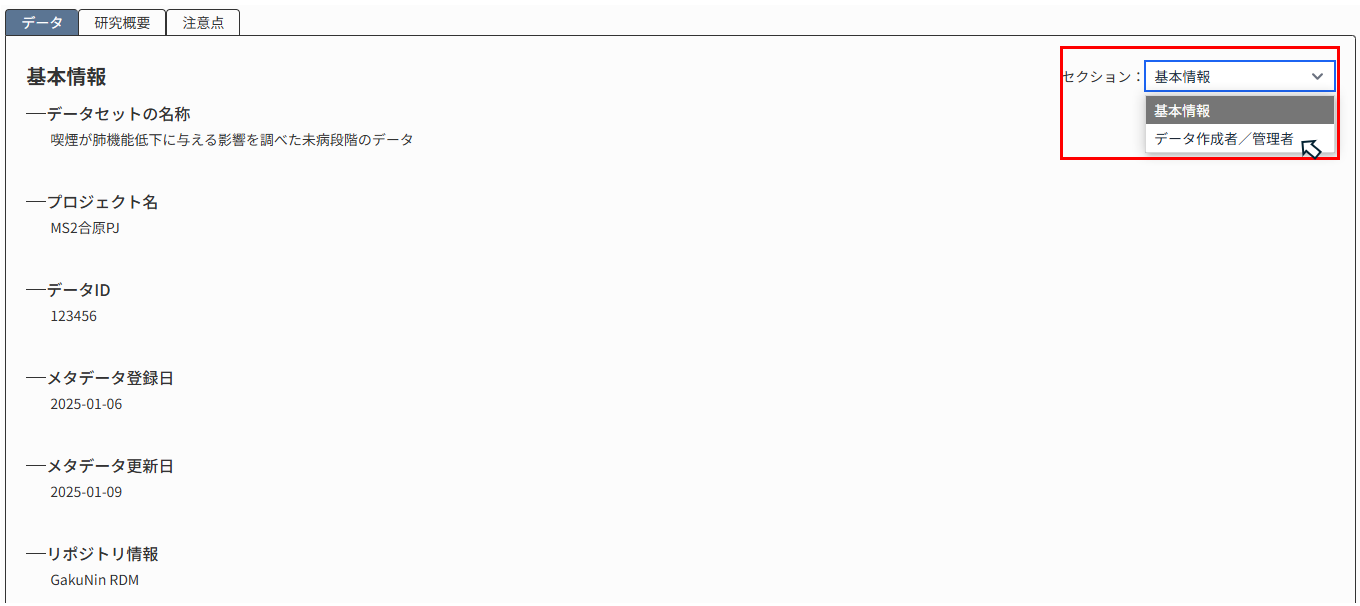 データ 研究概要 注意点
基本情報
セクション： 基本情報
基本情報
データ作成者／管理者
データセットの名称
喫煙が肺機能低下に与える影響を調べた未病段階のデータ
プロジェクト名
MS2合原PJ
データID
123456
メタデータ登録日
2025-01-06
メタデータ更新日
2025-01-09
リポジトリ情報
GakuNin RDM